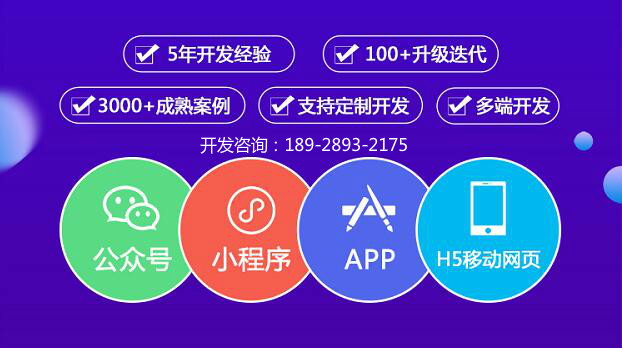 5年开发经验
100+升级迭代
3000+成熟案例
支持定制开发
多端开发
开发咨询：189-2893-2175
公众号
小程序
APP
H5移动网页